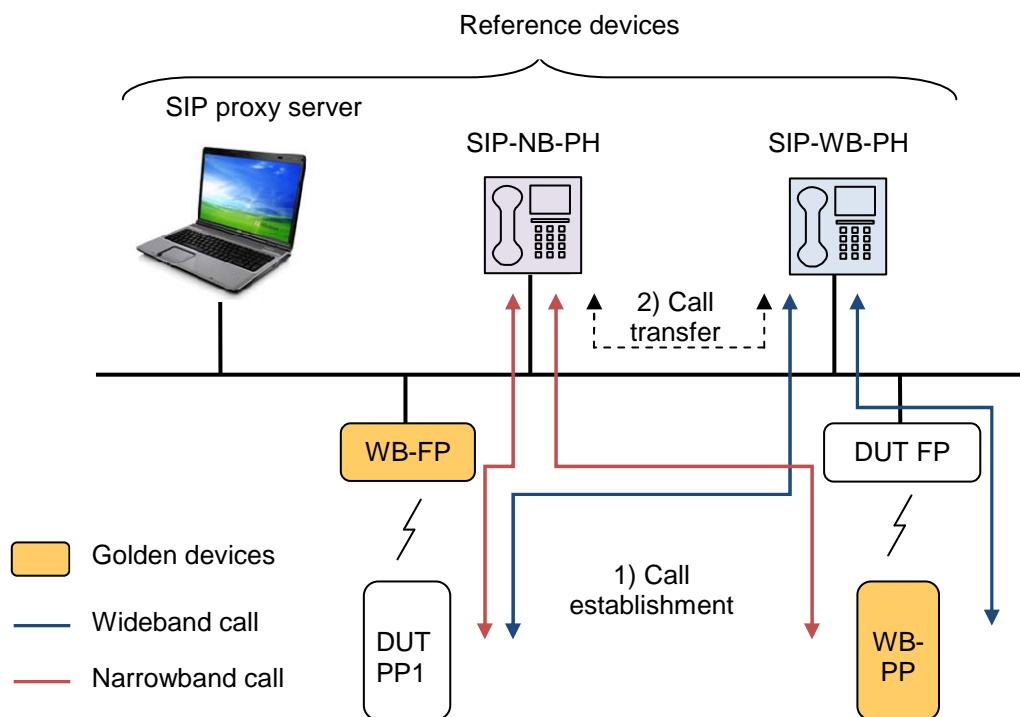 Reference devices
SIP proxy server
SIP-NB-PH
SIP-WB-PH
2) Call
transfer
WB-FP
DUT FP
Golden devices
1) Call
establishment
Wideband call
DUT
PP1
WB-
PP
Narrowband call